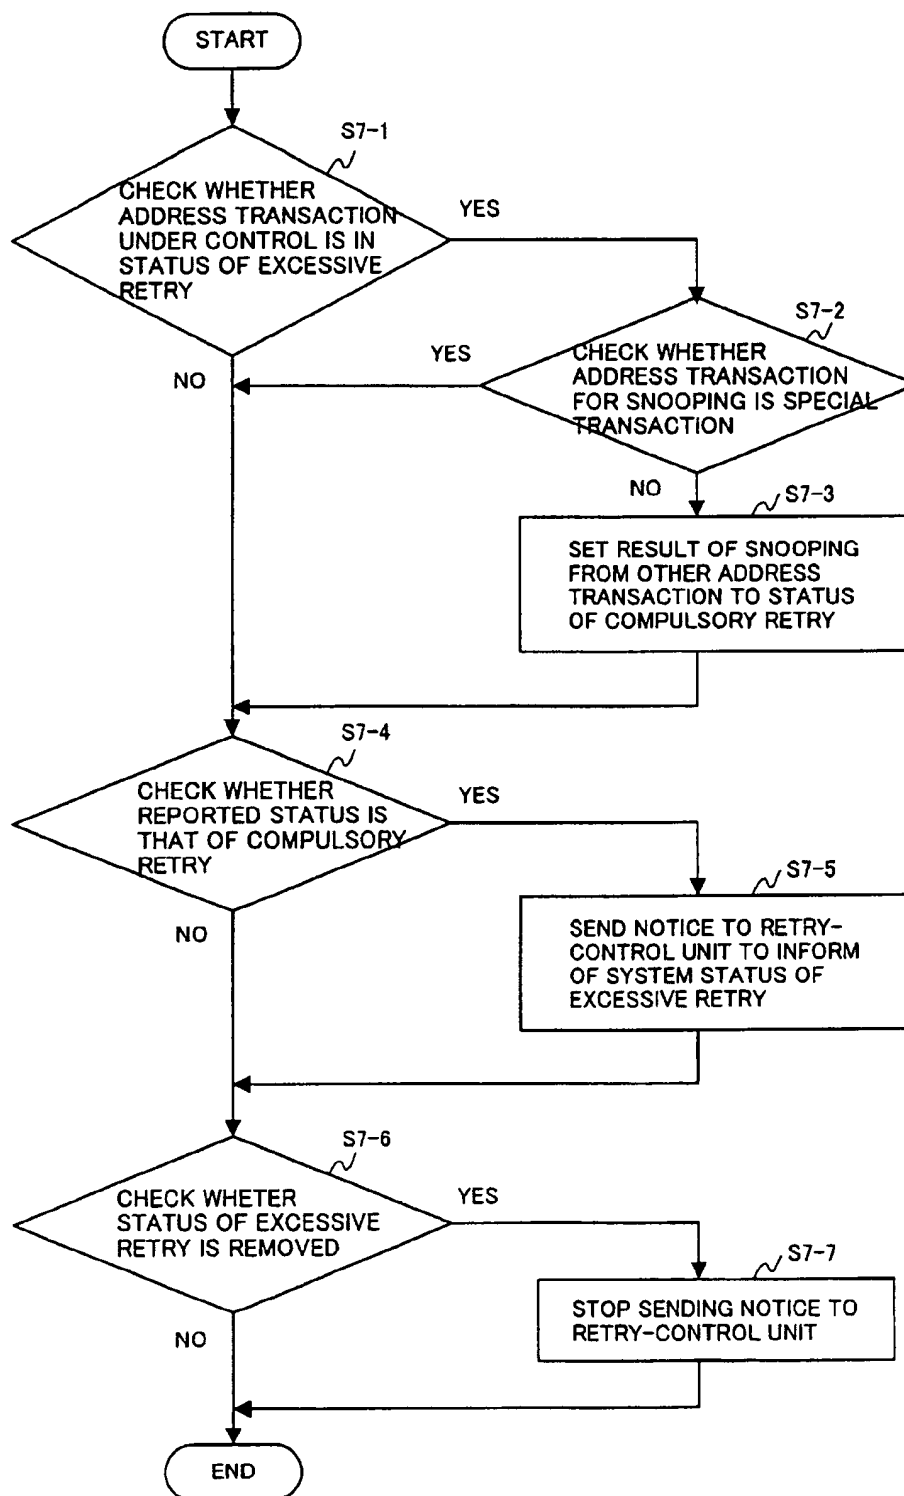 START
S7-1
CHECK WHETHER
ADDRESS TRANSACTION
UNDER CONTROL IS IN
STATUS OF EXCESSIVE
RETRY
YES
NO
S7-2
CHECK WHETHER
ADDRESS TRANSACTION
FOR SNOOPING IS SPECIAL
TRANSACTION
YES
NO
S7-3
SET RESULT OF SNOOPING
FROM OTHER ADDRESS
TRANSACTION TO STATUS
OF COMPULSORY RETRY
S7-4
CHECK WHETHER
REPORTED STATUS IS
THAT OF COMPULSORY
RETRY
YES
NO
S7-5
SEND NOTICE TO RETRY-
CONTROL UNIT TO INFORM
OF SYSTEM STATUS OF
EXCESSIVE RETRY
S7-6
CHECK WHETER
STATUS OF EXCESSIVE
RETRY IS REMOVED
YES
NO
S7-7
STOP SENDING NOTICE TO
RETRY-CONTROL UNIT
END